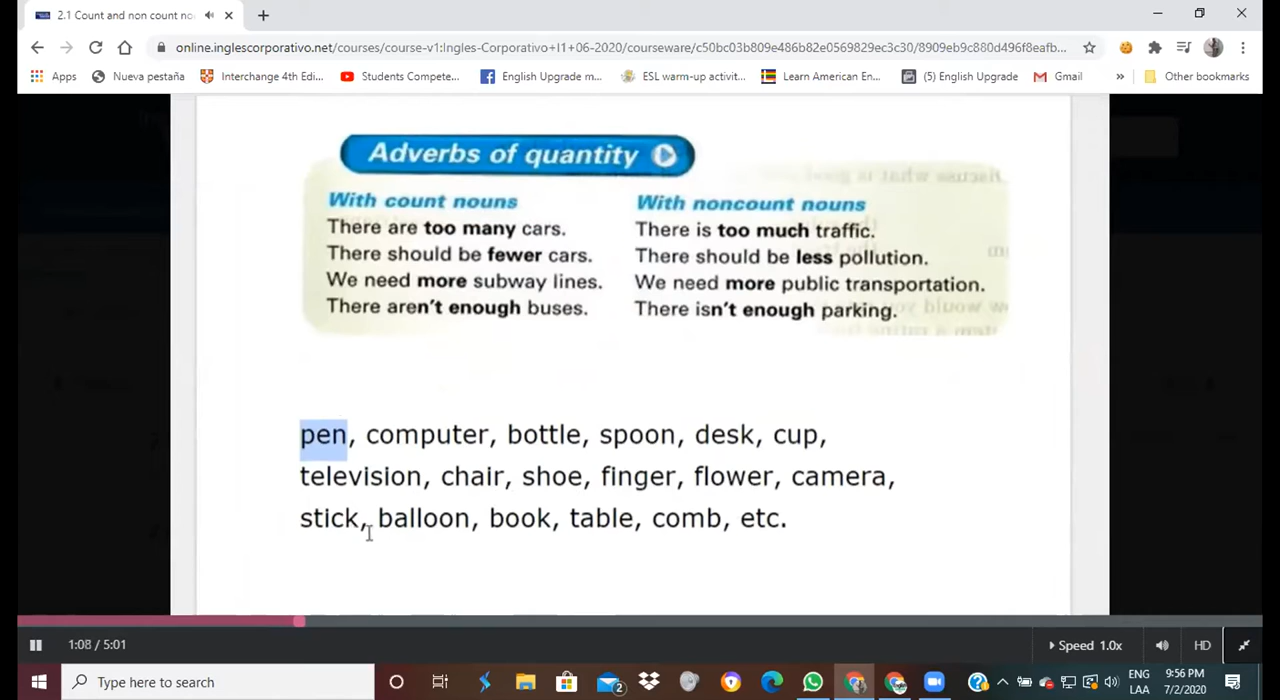 2.1 Count and non count no
online.inglescorporativo.net/courses/course-v1:Ingles-Corporativo+I1+06-2020/courseware/c50bc03b809e486b82e0569829ec3c30/8909eb9c880d496f8eafb...
Apps Nueva pestaña Interchange 4th Edi... Students Compete... English Upgrade m... ESL warm-up activit... Learn American En... (5) English Upgrade Gmail » Other bookmarks
Adverbs of quantity
With count nouns
There are too many cars.
There should be fewer cars.
We need more subway lines.
There aren't enough buses.
With noncount nouns
There is too much traffic.
There should be less pollution.
We need more public transportation.
There isn't enough parking.
pen, computer, bottle, spoon, desk, cup,
television, chair, shoe, finger, flower, camera,
stick, balloon, book, table, comb, etc.
1:08 / 5:01 Speed 1.0x HD
Type here to search 2 ENG 9:56 PM
LAA 7/2/2020